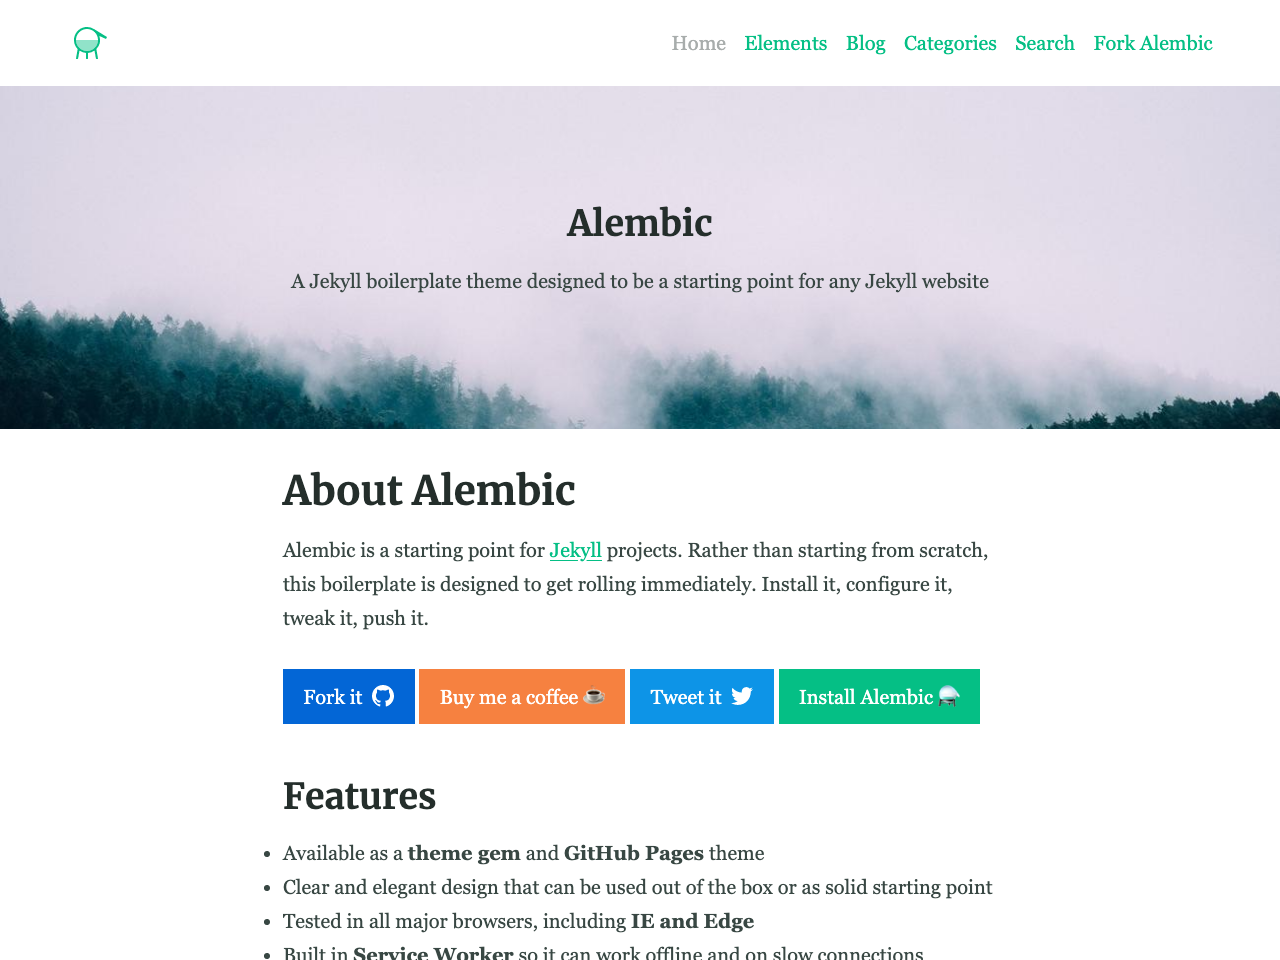 Home Elements Blog Categories Search Fork Alembic
Alembic
A Jekyll boilerplate theme designed to be a starting point for any Jekyll website
About Alembic
Alembic is a starting point for Jekyll projects. Rather than starting from scratch,
this boilerplate is designed to get rolling immediately. Install it, configure it,
tweak it, push it.
Fork it Buy me a coffee ☕ Tweet it Install Alembic ⚗️
Features
• Available as a theme gem and GitHub Pages theme
• Clear and elegant design that can be used out of the box or as solid starting point
• Tested in all major browsers, including IE and Edge
• Built in Service Worker so it can work offline and on slow connections